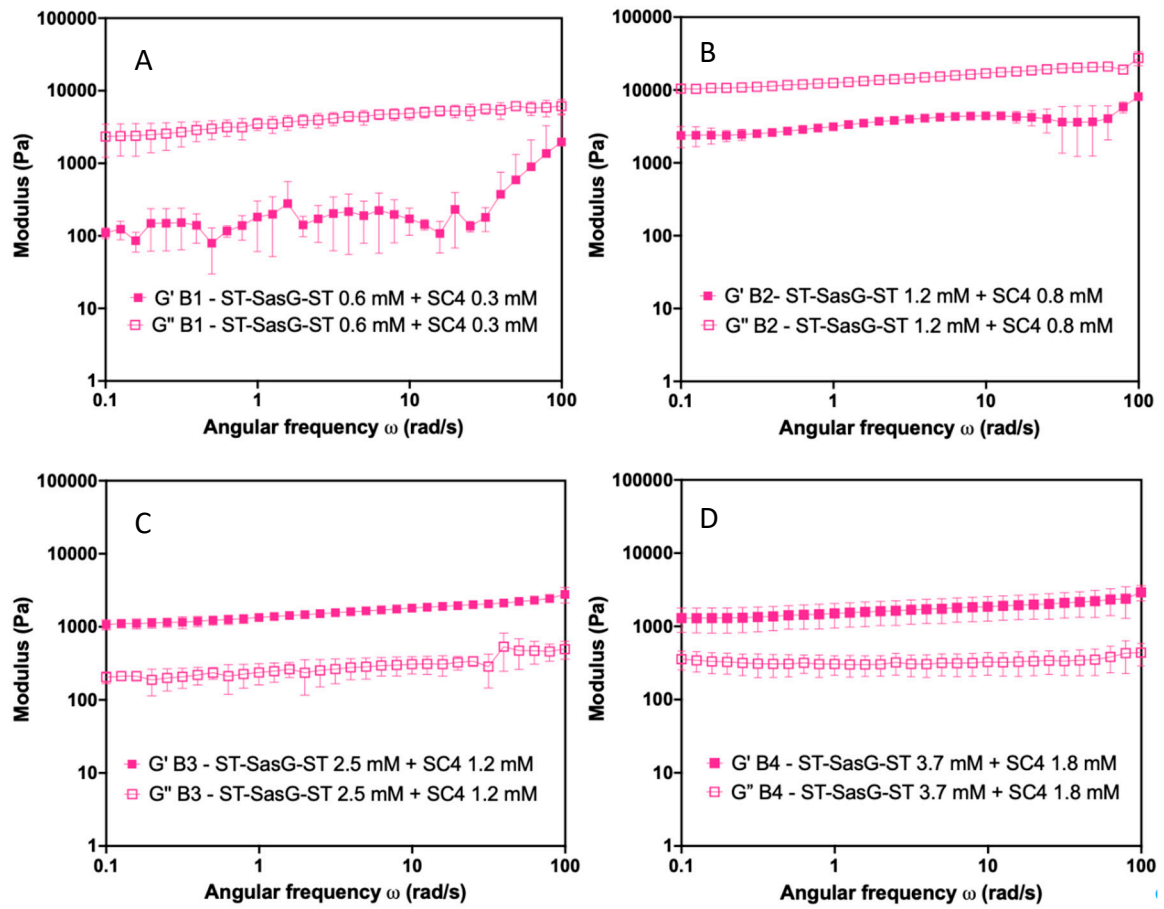 A
100000
10000
1000
100
10
1
Modulus (Pa)
G' B1 - ST-SasG-ST 0.6 mM + SC4 0.3 mM
G" B1 - ST-SasG-ST 0.6 mM + SC4 0.3 mM
0.1 1 10 100
Angular frequency ω (rad/s)
B
100000
10000
1000
100
10
1
Modulus (Pa)
G' B2- ST-SasG-ST 1.2 mM + SC4 0.8 mM
G" B2 - ST-SasG-ST 1.2 mM + SC4 0.8 mM
0.1 1 10 100
Angular frequency ω (rad/s)
C
100000
10000
1000
100
10
1
Modulus (Pa)
G' B3 - ST-SasG-ST 2.5 mM + SC4 1.2 mM
G" B3 - ST-SasG-ST 2.5 mM + SC4 1.2 mM
0.1 1 10 100
Angular frequency ω (rad/s)
D
100000
10000
1000
100
10
1
Modulus (Pa)
G' B4 - ST-SasG-ST 3.7 mM + SC4 1.8 mM
G" B4 - ST-SasG-ST 3.7 mM + SC4 1.8 mM
0.1 1 10 100
Angular frequency ω (rad/s)